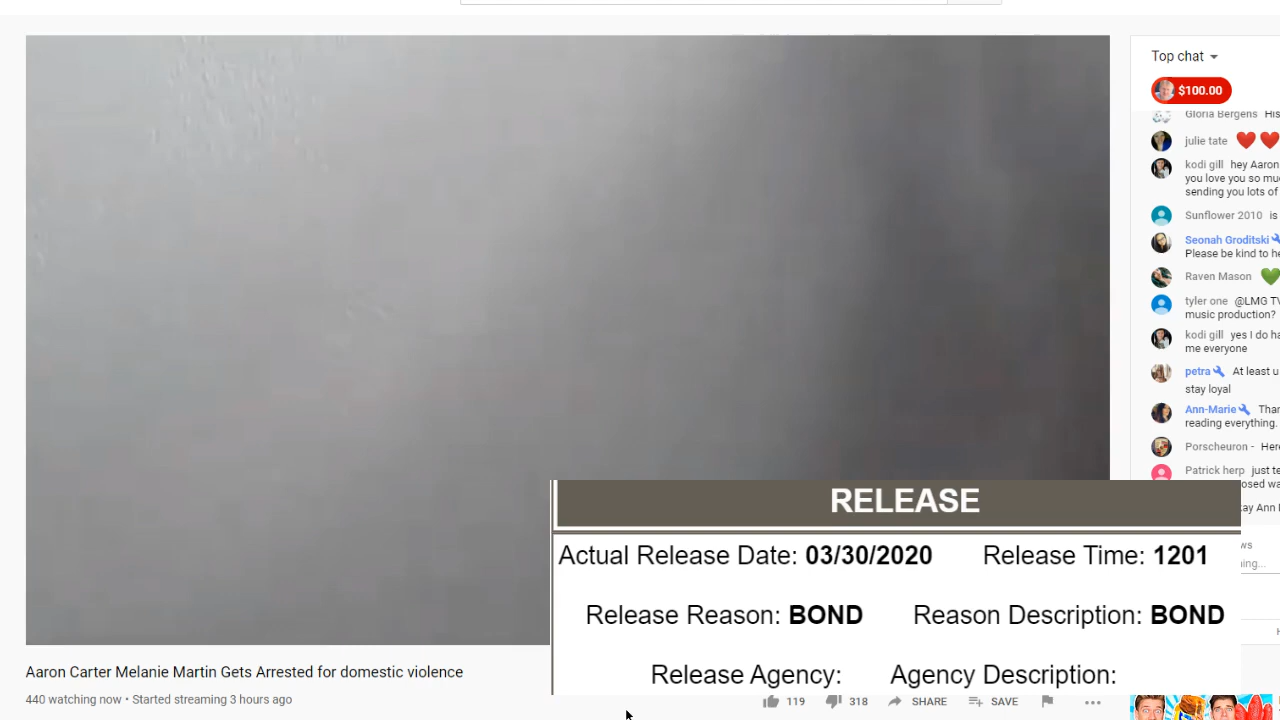 Top chat
$100.00
Gloria Bergens His
julie tate
kodi gill hey Aaron
you love you so mu
sending you lots of
Sunflower 2010 is
Seonah Groditski
Please be kind to he
Raven Mason
tyler one @LMG TV
music production?
kodi gill yes I do ha
me everyone
petra At least u
stay loyal
Ann-Marie Than
reading everything.
Porscheuron - Here
Patrick herp just te
osed wa
kay Ann
ws
ing...
RELEASE
Actual Release Date: 03/30/2020 Release Time: 1201
Release Reason: BOND Reason Description: BOND
Release Agency: Agency Description:
Aaron Carter Melanie Martin Gets Arrested for domestic violence
440 watching now • Started streaming 3 hours ago
119 318 SHARE SAVE